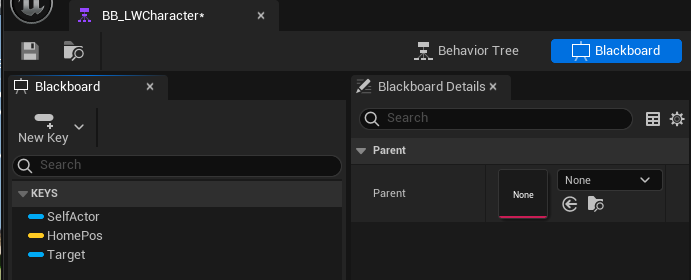 BB_LWCharacter*
Behavior Tree
Blackboard
Blackboard
New Key
Search
KEYS
SelfActor
HomePos
Target
Blackboard Details
Search
Parent
Parent
None
None